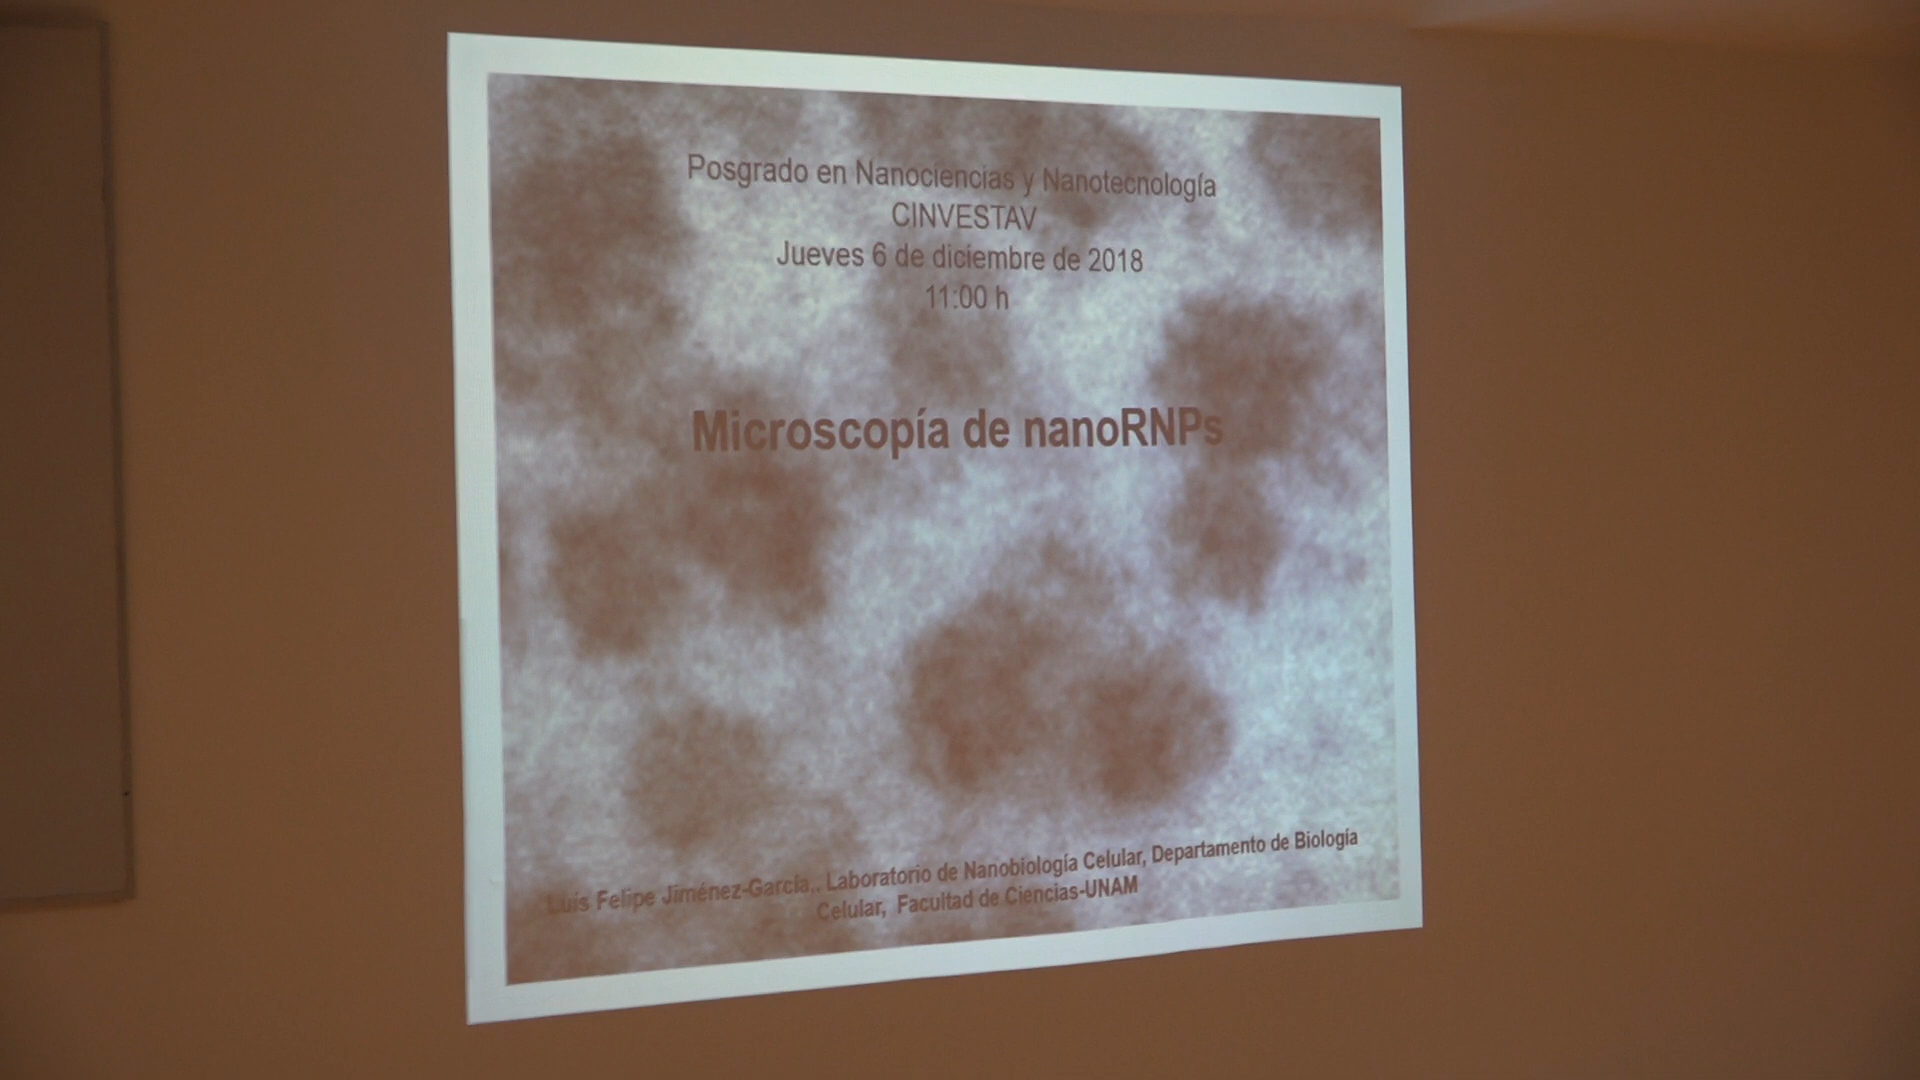 Posgrado en Nanociencias y Nanotecnología
CINVESTAV
Jueves 6 de diciembre de 2018
11:00 h
Microscopía de nanoRNPs
Luis Felipe Jiménez-García.. Laboratorio de Nanobiología Celular, Departamento de Biología
Celular, Facultad de Ciencias-UNAM